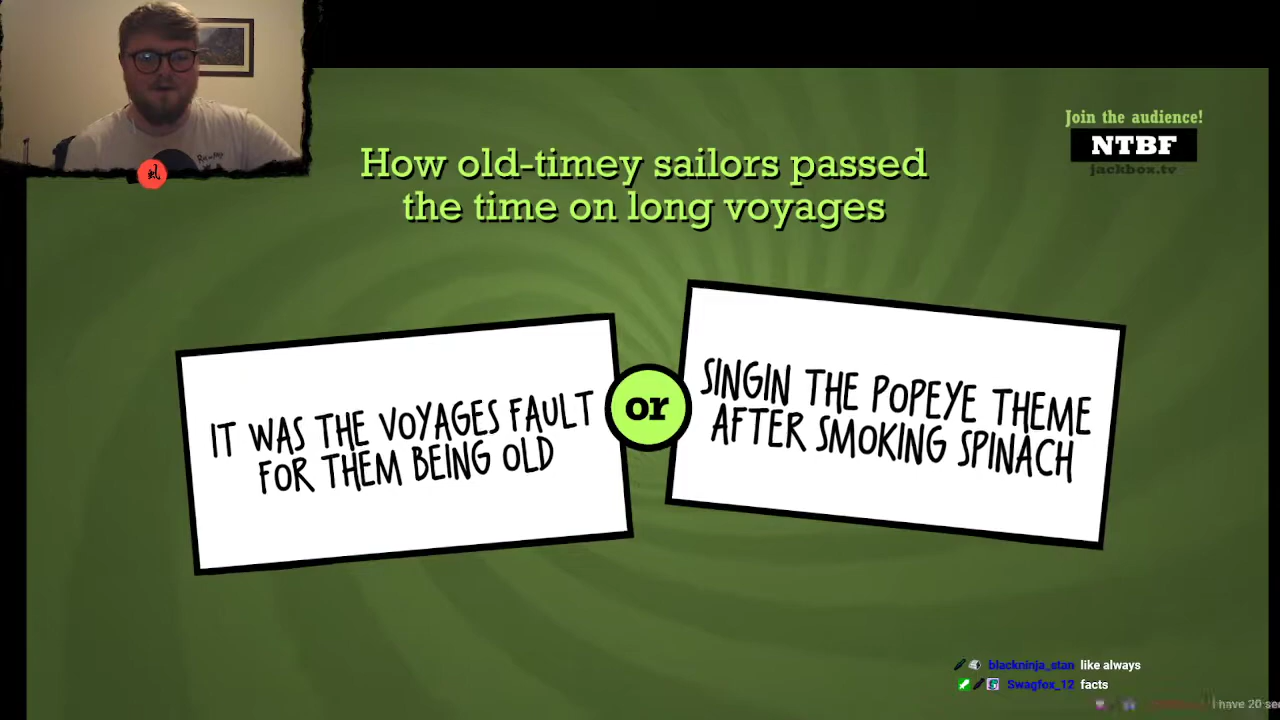 Join the audience!
NTBF
jackbox.tv
How old-timey sailors passed
the time on long voyages
IT WAS THE VOYAGES FAULT
FOR THEM BEING OLD
or
SINGIN THE POPEYE THEME
AFTER SMOKING SPINACH
blackninja_stan like always
Swagfox_12 facts
I have 20 sec